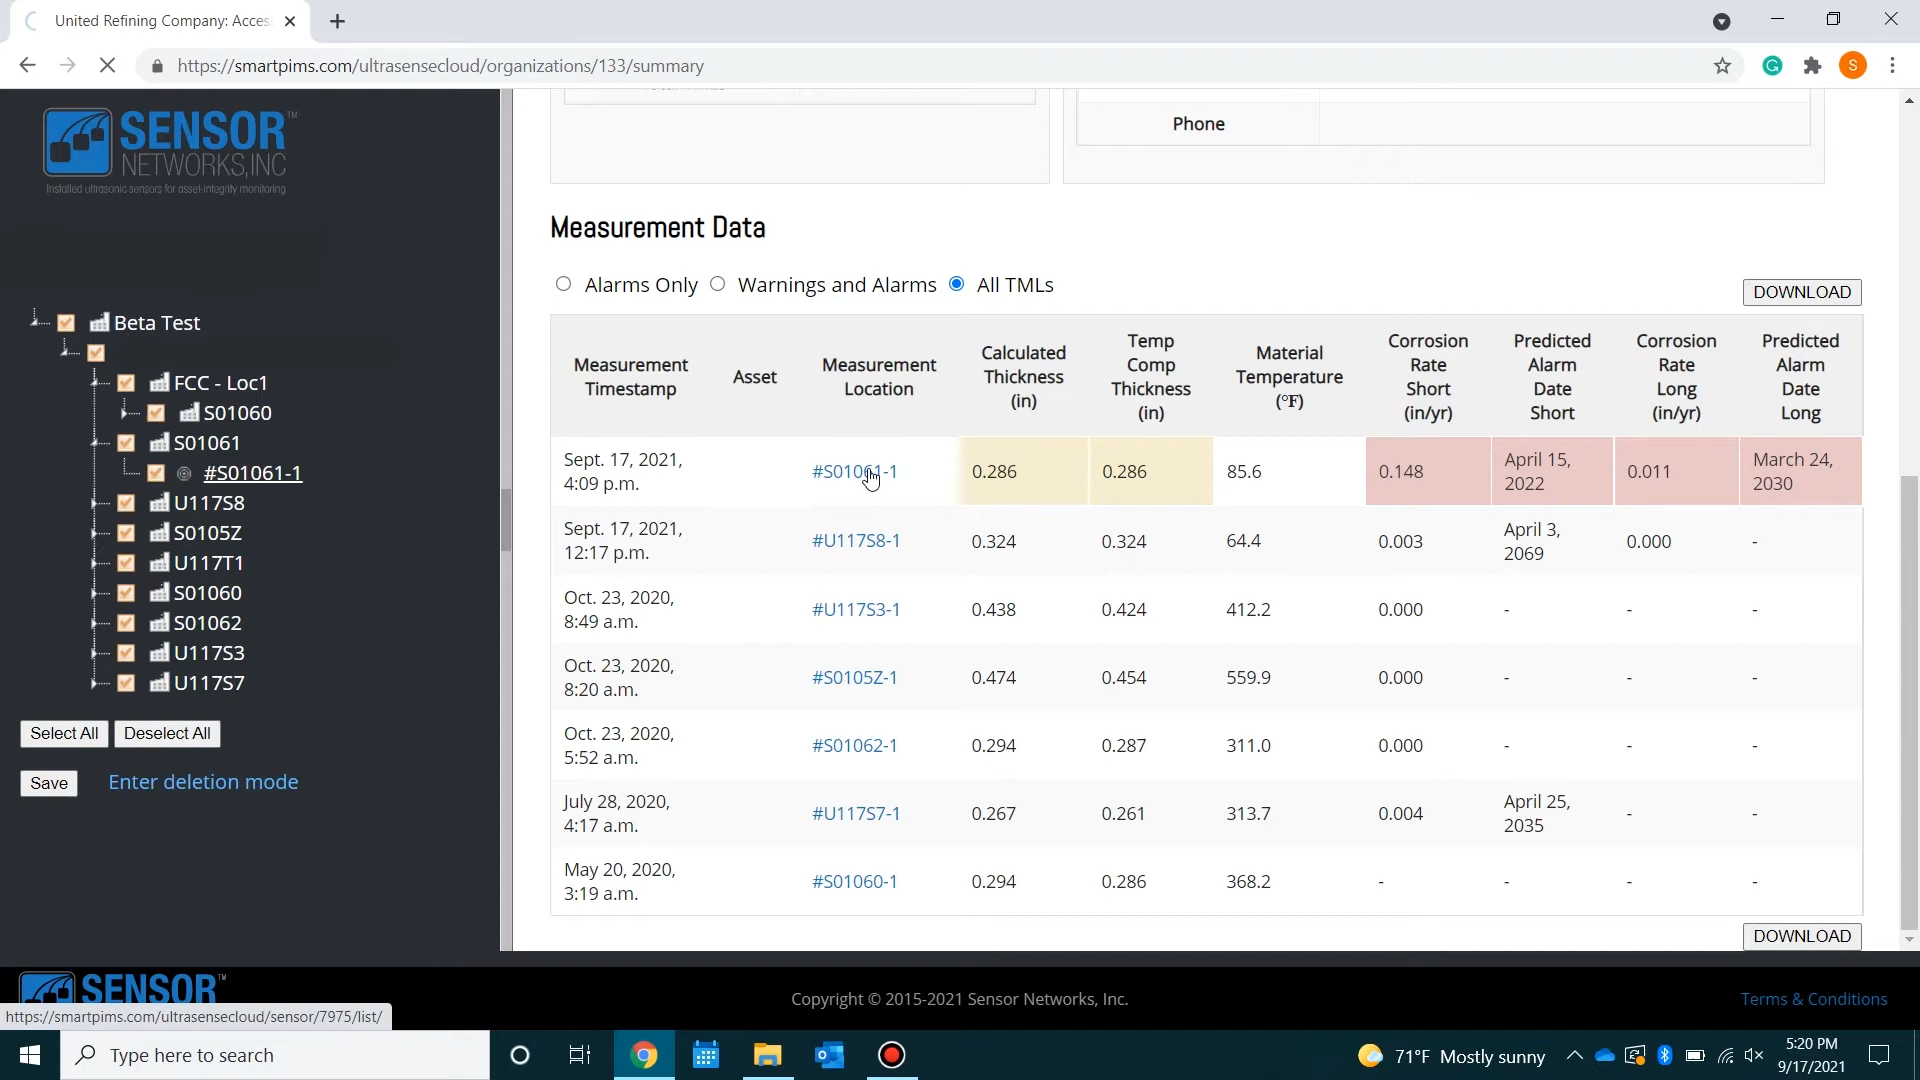 United Refining Company: Acces
https://smartpims.com/ultrasensecloud/organizations/133/summary
S
SENSOR™
NETWORKS,INC
Installed ultrasonic sensors for asset-integrity monitoring
Beta Test
FCC - Loc1
S01060
S01061
#S01061-1
U117S8
S0105Z
U117T1
S01060
S01062
U117S3
U117S7
Select All
Deselect All
Save
Enter deletion mode
Phone
Measurement Data
Alarms Only
Warnings and Alarms
All TMLs
DOWNLOAD
Measurement Timestamp
Asset
Measurement Location
Calculated Thickness (in)
Temp Comp Thickness (in)
Material Temperature (°F)
Corrosion Rate Short (in/yr)
Predicted Alarm Date Short
Corrosion Rate Long (in/yr)
Predicted Alarm Date Long
Sept. 17, 2021, 4:09 p.m. #S01061-1 0.286 0.286 85.6 0.148 April 15, 2022 0.011 March 24, 2030
Sept. 17, 2021, 12:17 p.m. #U117S8-1 0.324 0.324 64.4 0.003 April 3, 2069 0.000 -
Oct. 23, 2020, 8:49 a.m. #U117S3-1 0.438 0.424 412.2 0.000 - - -
Oct. 23, 2020, 8:20 a.m. #S0105Z-1 0.474 0.454 559.9 0.000 - - -
Oct. 23, 2020, 5:52 a.m. #S01062-1 0.294 0.287 311.0 0.000 - - -
July 28, 2020, 4:17 a.m. #U117S7-1 0.267 0.261 313.7 0.004 April 25, 2035 - -
May 20, 2020, 3:19 a.m. #S01060-1 0.294 0.286 368.2 - - - -
DOWNLOAD
SENSOR™
Copyright © 2015-2021 Sensor Networks, Inc.
Terms & Conditions
https://smartpims.com/ultrasensecloud/sensor/7975/list/
Type here to search
71°F Mostly sunny
5:20 PM
9/17/2021